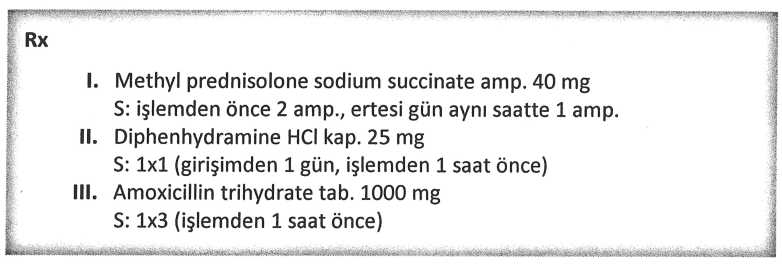 Rx
I. Methyl prednisolone sodium succinate amp. 40 mg
S: işlemden önce 2 amp., ertesi gün aynı saatte 1 amp.
II. Diphenhydramine HCl kap. 25 mg
S: 1x1 (girişimden 1 gün, işlemden 1 saat önce)
III. Amoxicillin trihydrate tab. 1000 mg
S: 1x3 (işlemden 1 saat önce)